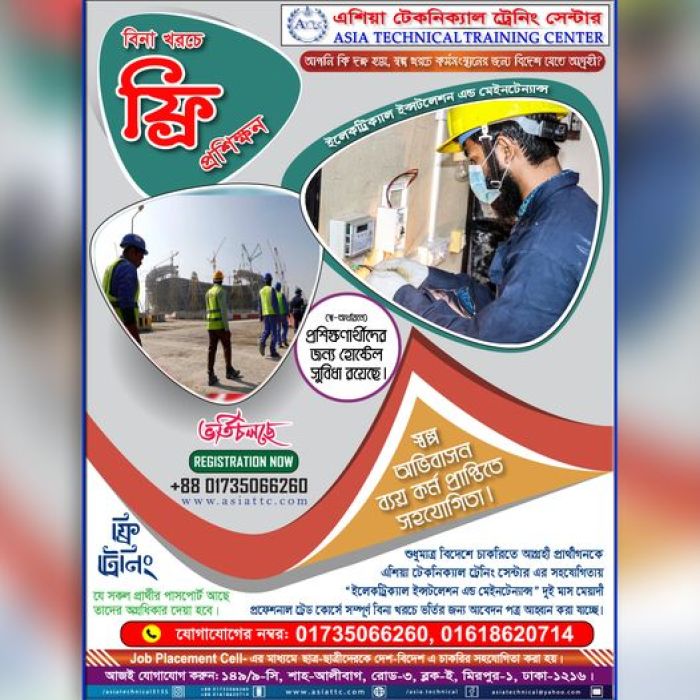 বিনা খরচে
ফ্রি
প্রশিক্ষন
এশিয়া টেকনিক্যাল ট্রেনিং সেন্টার
ASIA TECHNICAL TRAINING CENTER
আপনি কি দক্ষ হয়ে, স্বল্প খরচে কর্মসংস্থানের জন্য বিদেশ যেতে আগ্রহী?
ইলেকট্রিক্যাল ইন্সটলেশন এন্ড মেইনটেন্যান্স
প্রশিক্ষণার্থীদের
জন্য হোস্টেল
সুবিধা রয়েছে।
ভর্তি চলছে
REGISTRATION NOW
+88 01735066260
www.asiattc.com
স্বল্প
অভিবাসন
ব্যয় কর্ম প্রাপ্তিতে
সহযোগিতা।
ফ্রি
ট্রেনিং
যে সকল প্রার্থীর পাসপোর্ট আছে
তাদের অগ্রধিকার দেয়া হবে।
শুধুমাত্র বিদেশে চাকরিতে আগ্রহী প্রার্থীগনকে
এশিয়া টেকনিক্যাল ট্রেনিং সেন্টার এর সহযোগিতায়
"ইলেকট্রিক্যাল ইন্সটলেশন এন্ড মেইনটেন্যান্স" দুই মাস মেয়াদী
প্রফেশনাল ট্রেড কোর্সে সম্পূর্ণ বিনা খরচে ভর্তির জন্য আবেদন পত্র আহ্বান করা যাচ্ছে।
যোগাযোগের নম্বর: 01735066260, 01618620714
Job Placement Cell- এর মাধ্যমে ছাত্র-ছাত্রীদেরকে দেশ-বিদেশ এ চাকরির সহযোগিতা করা হয়।
আজই যোগাযোগ করুন: ১৪৯/৯-সি, শাহ-আলীবাগ, রোড-৩, ব্লক-ই, মিরপুর-১, ঢাকা-১২১৬।
www.asiattc.com